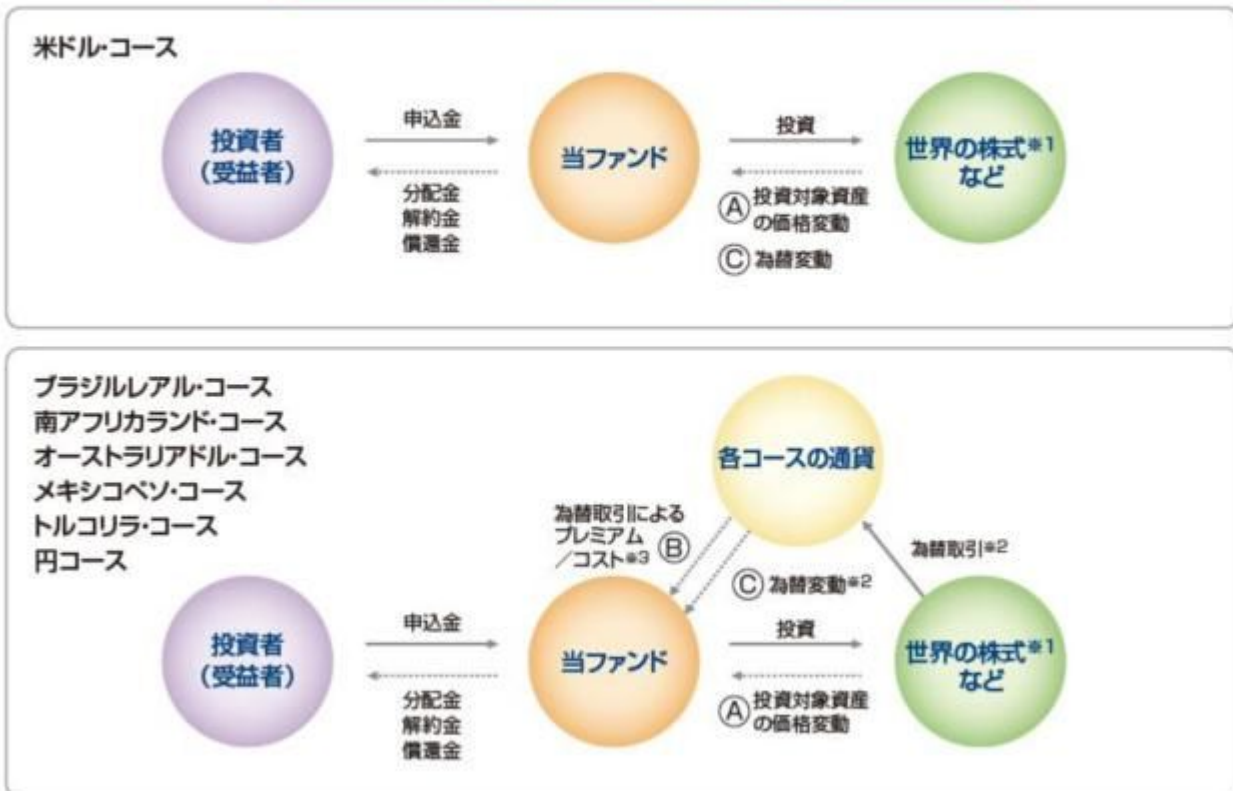 米ドル・コース
投資者
（受益者）
申込金
分配金
解約金
償還金
当ファンド
投資
Ⓐ 投資対象資産
の価格変動
Ⓒ 為替変動
世界の株式※1
など
ブラジルレアル・コース
南アフリカランド・コース
オーストラリアドル・コース
メキシコペソ・コース
トルコリラ・コース
円コース
各コースの通貨
為替取引による
プレミアム
／コスト※3 Ⓑ
Ⓒ 為替変動※2
為替取引※2
投資者
（受益者）
申込金
分配金
解約金
償還金
当ファンド
投資
Ⓐ 投資対象資産
の価格変動
世界の株式※1
など